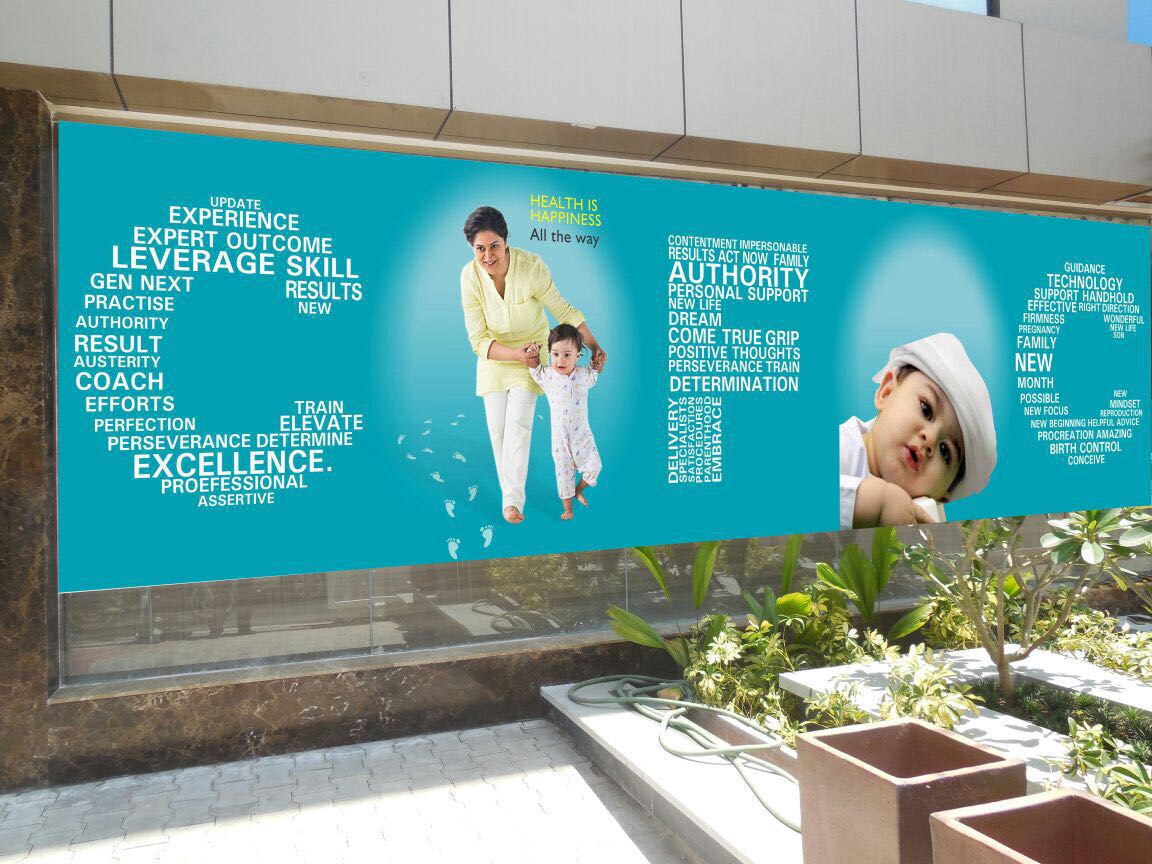 UPDATE
EXPERIENCE
EXPERT OUTCOME
LEVERAGE SKILL
GEN NEXT RESULTS
PRACTISE NEW
AUTHORITY
RESULT
AUSTERITY
COACH
EFFORTS TRAIN
PERFECTION ELEVATE
PERSEVERANCE DETERMINE
EXCELLENCE.
PROEFESSIONAL
ASSERTIVE
HEALTH IS
HAPPINESS
All the way
CONTENTMENT IMPERSONABLE
RESULTS ACT NOW FAMILY
AUTHORITY
PERSONAL SUPPORT
NEW LIFE
DREAM
COME TRUE GRIP
POSITIVE THOUGHTS
PERSEVERANCE TRAIN
DETERMINATION
DELIVERY
SPECIALISTS
SATISFACTION
PROCEDURED
PARENTHOOD
EMBRACE
GUIDANCE
TECHNOLOGY
SUPPORT HANDHOLD
EFFECTIVE RIGHT DIRECTION
FIRMNESS WONDERFUL
PREGNANCY NEW LIFE
FAMILY SON
NEW
MONTH
POSSIBLE NEW
NEW FOCUS MINDSET
REPRODUCTION
NEW BEGINNING HELPFUL ADVICE
PROCREATION AMAZING
BIRTH CONTROL
CONCEIVE